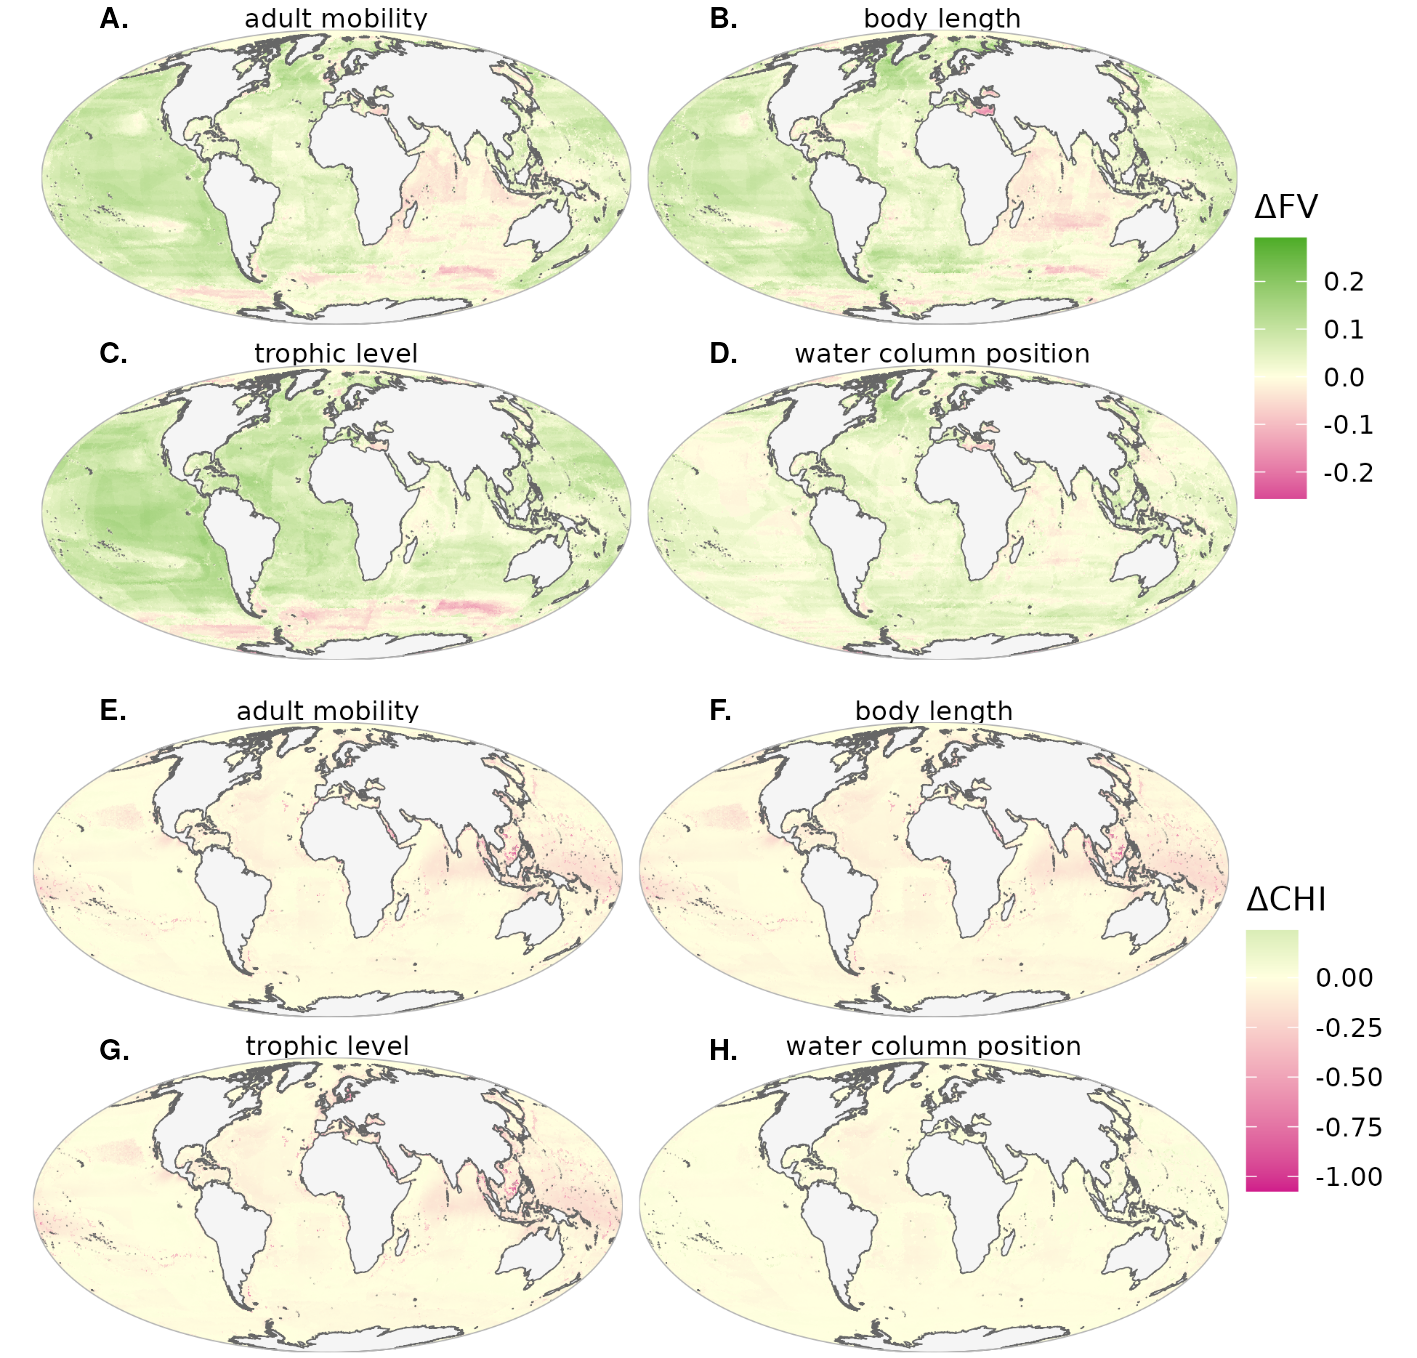 A.
adult mobility
B.
body length
C.
trophic level
D.
water column position
ΔFV
0.2
0.1
0.0
-0.1
-0.2
E.
adult mobility
F.
body length
G.
trophic level
H.
water column position
ΔCHI
0.00
-0.25
-0.50
-0.75
-1.00